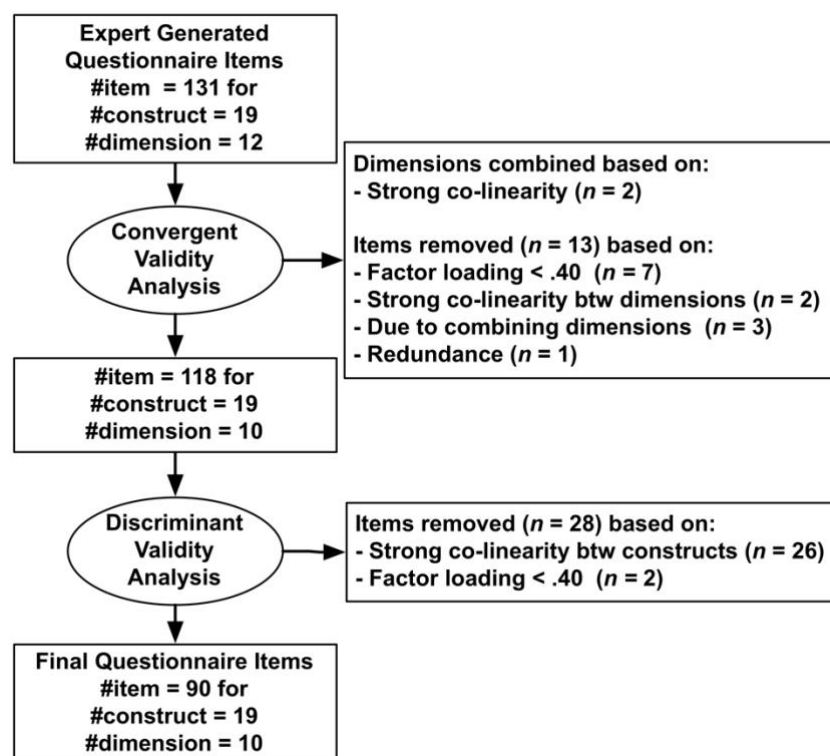 Expert Generated
Questionnaire Items
#item = 131 for
#construct = 19
#dimension = 12
Dimensions combined based on:
- Strong co-linearity (n = 2)
Items removed (n = 13) based on:
- Factor loading < .40 (n = 7)
- Strong co-linearity btw dimensions (n = 2)
- Due to combining dimensions (n = 3)
- Redundance (n = 1)
Convergent
Validity
Analysis
#item = 118 for
#construct = 19
#dimension = 10
Discriminant
Validity
Analysis
Items removed (n = 28) based on:
- Strong co-linearity btw constructs (n = 26)
- Factor loading < .40 (n = 2)
Final Questionnaire Items
#item = 90 for
#construct = 19
#dimension = 10